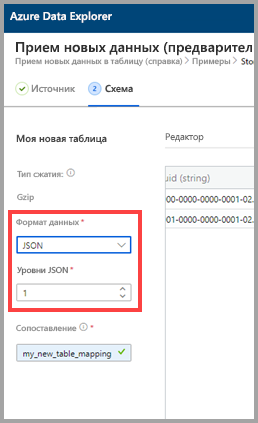 Azure Data Explorer
Прием новых данных (предварител
Прием новых данных в таблицу (справка) > Примеры > Sto
Источник
2 Схема
Моя новая таблица
Редактор
Тип сжатия:
uid (string)
Gzip
000-0000-0000-0001-02.
Формат данных *
001-0000-0000-0001-02.
JSON
Уровни JSON *
1
Сопоставление *
my_new_table_mapping